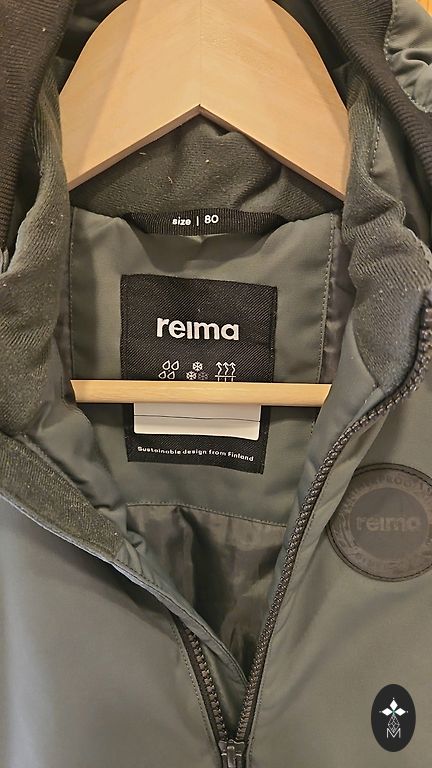 size | 80
reima
Sustainable design from Finland
reima